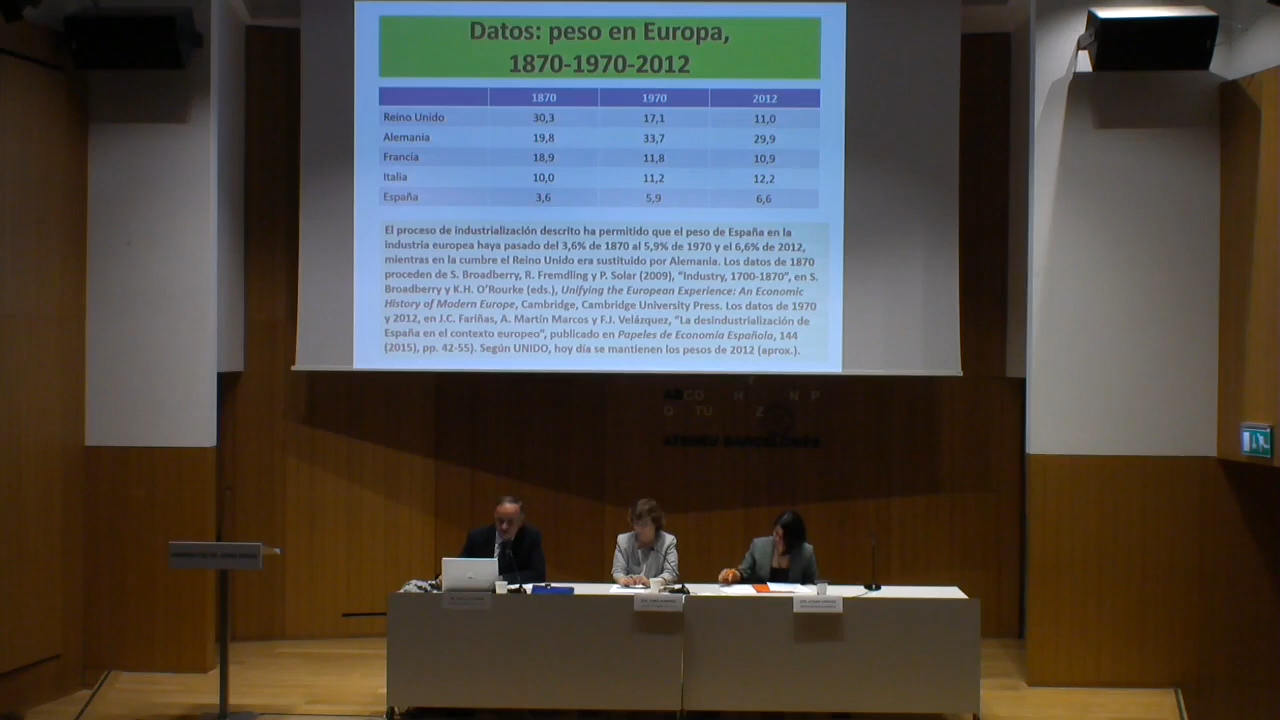 Datos: peso en Europa,
1870-1970-2012
1870 1970 2012
Reino Unido 30,3 17,1 11,0
Alemania 19,8 33,7 29,9
Francia 18,9 11,8 10,9
Italia 10,0 11,2 12,2
España 3,6 5,9 6,6
El proceso de industrialización descrito ha permitido que el peso de España en la
industria europea haya pasado del 3,6% de 1870 al 5,9% de 1970 y el 6,6% de 2012,
mientras en la cumbre el Reino Unido era sustituido por Alemania. Los datos de 1870
proceden de S. Broadberry, R. Fremdling y P. Solar (2009), “Industry, 1700-1870”, en S.
Broadberry y K.H. O’Rourke (eds.), Unifying the European Experience: An Economic
History of Modern Europe, Cambridge, Cambridge University Press. Los datos de 1970
y 2012, en J.C. Fariñas, A. Martín Marcos y F.J. Velázquez, “La desindustrialización de
España en el contexto europeo”, publicado en Papeles de Economía Española, 144
(2015), pp. 42-55). Según UNIDO, hoy día se mantienen los pesos de 2012 (aprox.).
ABCO H N P
Q TU Z
ATENEU BARCELONÈS